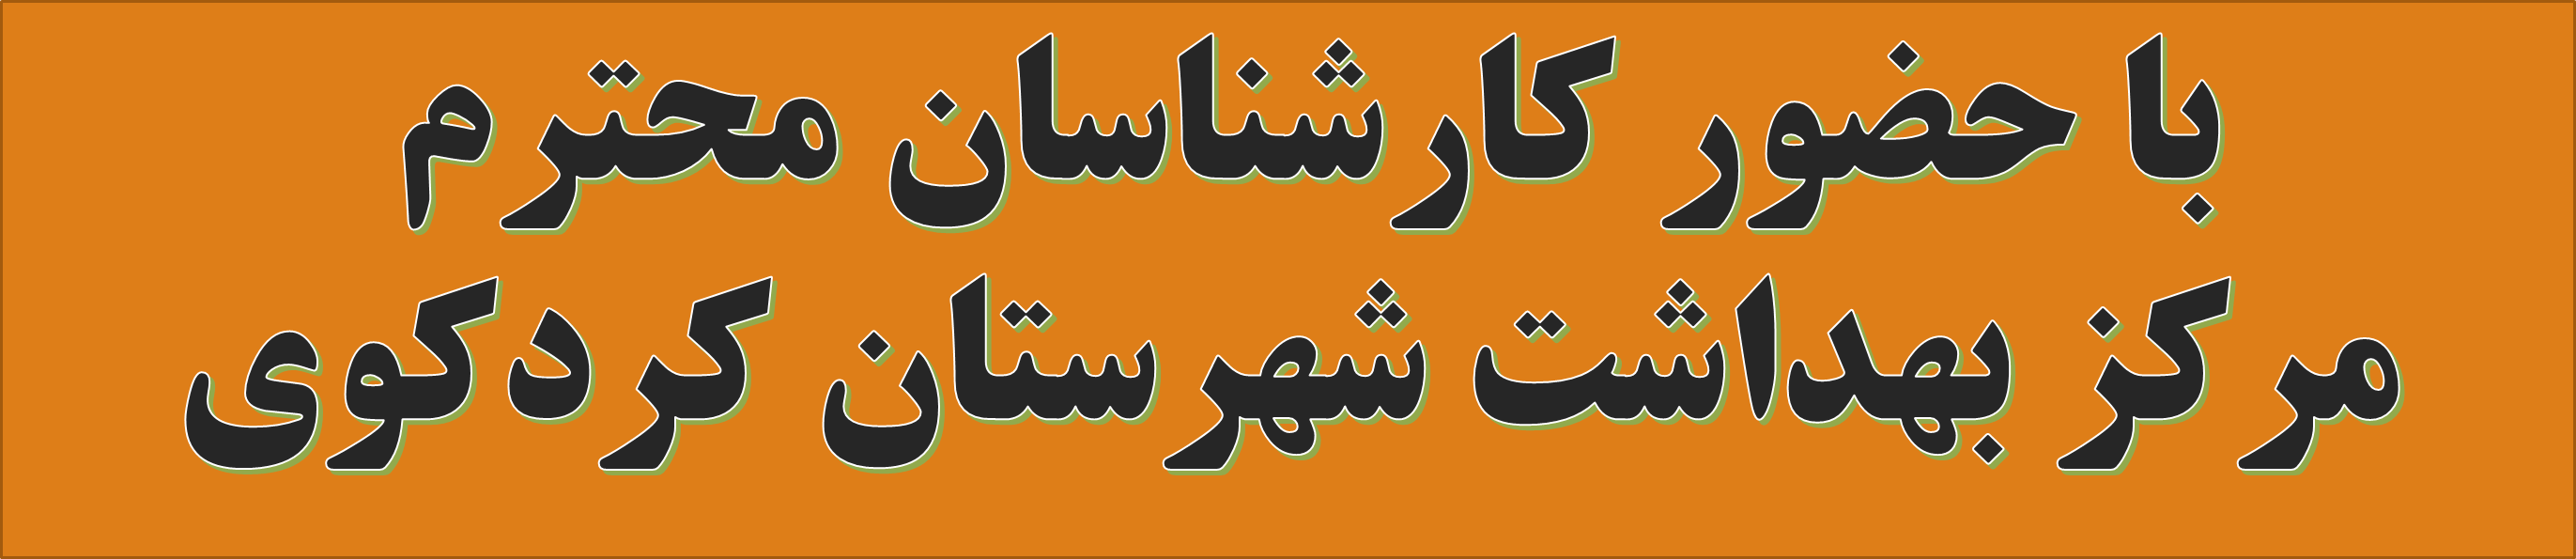 با حضور کارشناسان محترم
مرکز بهداشت شهرستان کردکوی